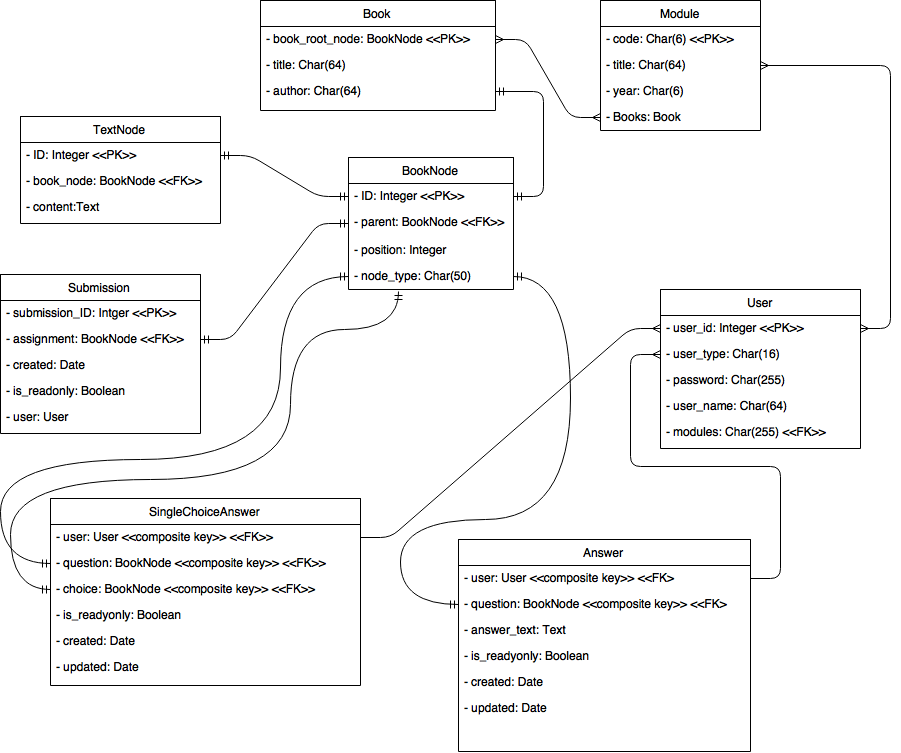 Book
- book_root_node: BookNode <<PK>>
- title: Char(64)
- author: Char(64)
Module
- code: Char(6) <<PK>>
- title: Char(64)
- year: Char(6)
- Books: Book
TextNode
- ID: Integer <<PK>>
- book_node: BookNode <<FK>>
- content:Text
BookNode
- ID: Integer <<PK>>
- parent: BookNode <<FK>>
- position: Integer
- node_type: Char(50)
Submission
- submission_ID: Intger <<PK>>
- assignment: BookNode <<FK>>
- created: Date
- is_readonly: Boolean
- user: User
User
- user_id: Integer <<PK>>
- user_type: Char(16)
- password: Char(255)
- user_name: Char(64)
- modules: Char(255) <<FK>>
SingleChoiceAnswer
- user: User <<composite key>> <<FK>>
- question: BookNode <<composite key>> <<FK>>
- choice: BookNode <<composite key>> <<FK>>
- is_readyonly: Boolean
- created: Date
- updated: Date
Answer
- user: User <<composite key>> <<FK>
- question: BookNode <<composite key>> <<FK>
- answer_text: Text
- is_readyonly: Boolean
- created: Date
- updated: Date